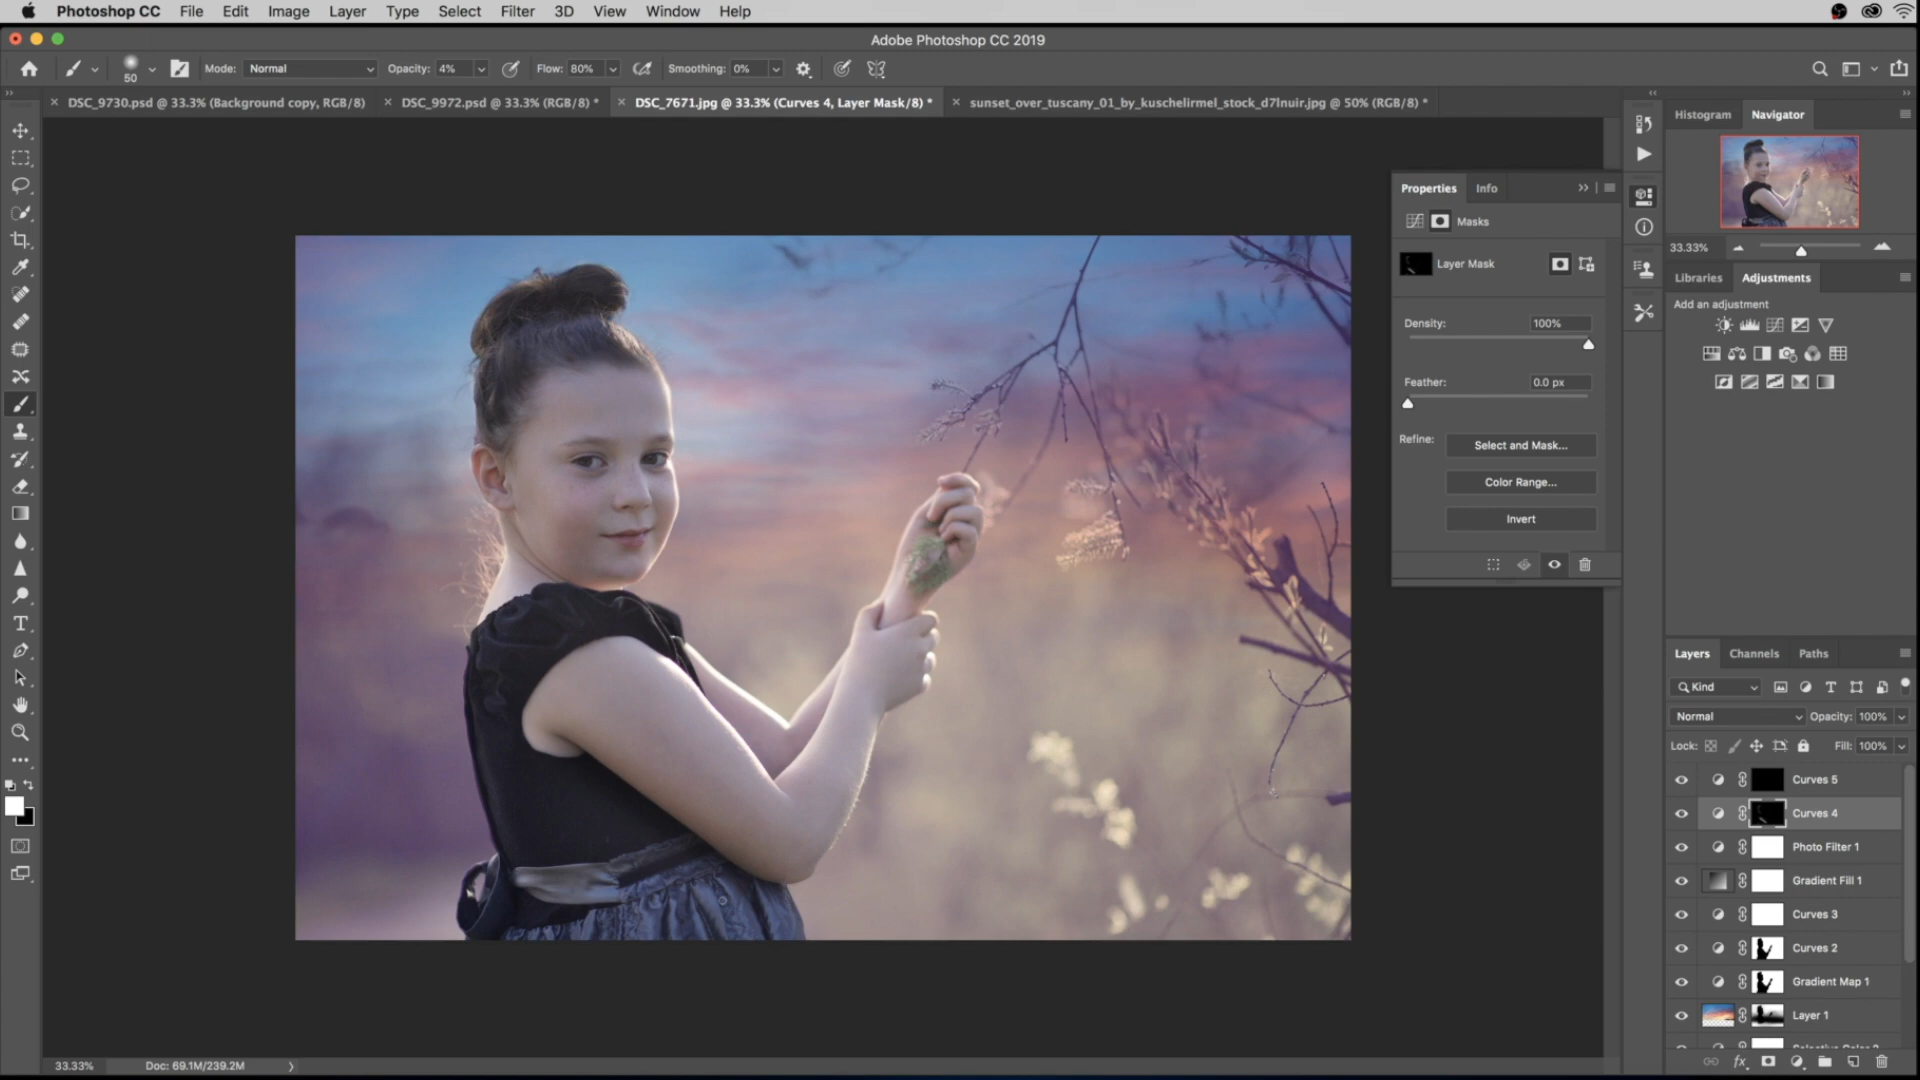 Photoshop CC File Edit Image Layer Type Select Filter 3D View Window Help
Adobe Photoshop CC 2019
50 Mode: Normal Opacity: 4% Flow: 80% Smoothing: 0%
DSC_9730.psd @ 33.3% (Background copy, RGB/8) DSC_9972.psd @ 33.3% (RGB/8) * DSC_7671.jpg @ 33.3% (Curves 4, Layer Mask/8) * sunset_over_tuscany_01_by_kuschelirmel_stock_d7lnuir.jpg @ 50% (RGB/8) *
Histogram Navigator
33.33%
Libraries Adjustments
Add an adjustment
Properties Info
Masks
Layer Mask
Density: 100%
Feather: 0.0 px
Refine: Select and Mask...
Color Range...
Invert
Layers Channels Paths
Kind
Normal Opacity: 100%
Lock: Fill: 100%
Curves 5
Curves 4
Photo Filter 1
Gradient Fill 1
Curves 3
Curves 2
Gradient Map 1
Layer 1
fx
33.33% Doc: 69.1M/239.2M